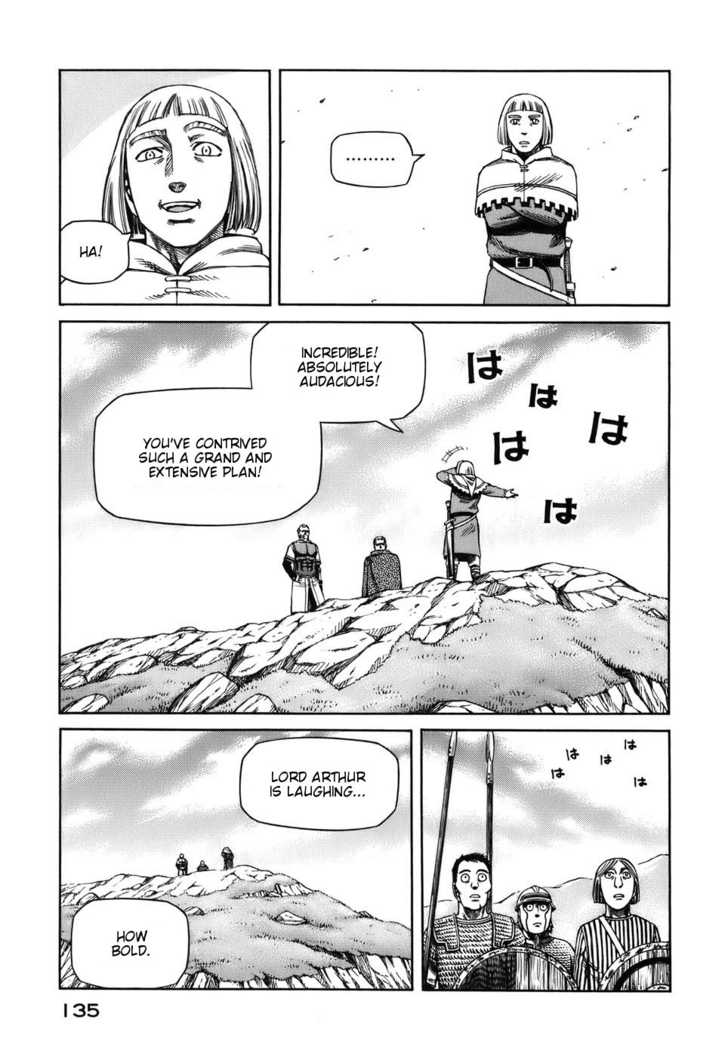 .........
HA!
INCREDIBLE!
ABSOLUTELY
AUDACIOUS!
YOU'VE CONTRIVED
SUCH A GRAND AND
EXTENSIVE PLAN!
は
は
は
は
は
は
は
は
は
は
LORD ARTHUR
IS LAUGHING...
HOW
BOLD.
135